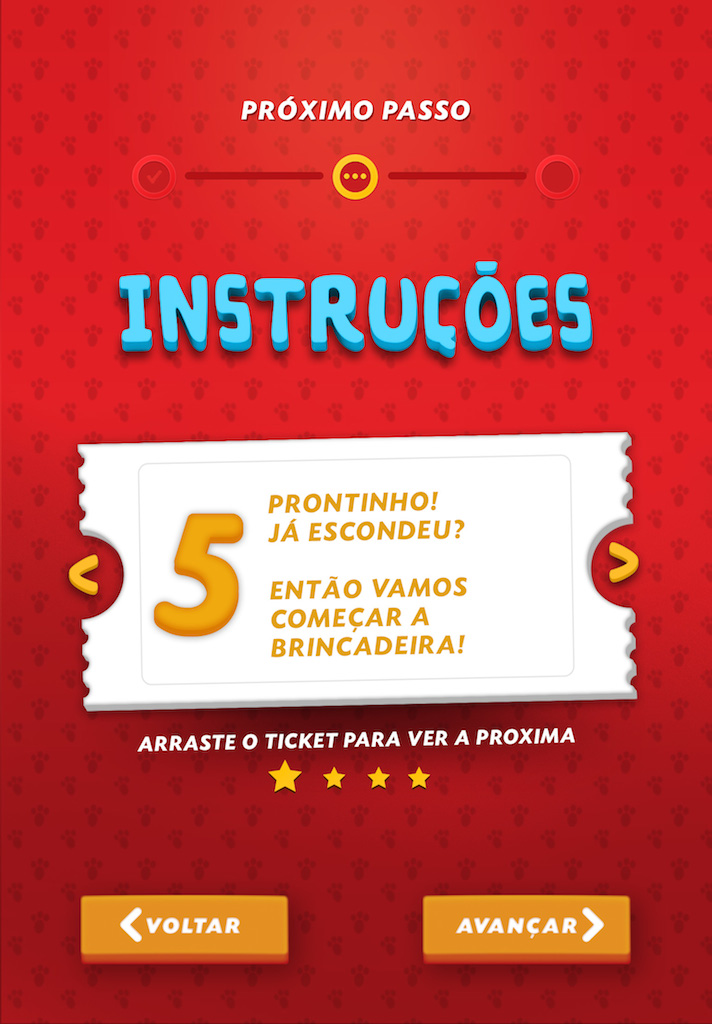 PRÓXIMO PASSO
INSTRUÇÕES
5
PRONTINHO!
JÁ ESCONDEU?
ENTÃO VAMOS
COMEÇAR A
BRINCADEIRA!
ARRASTE O TICKET PARA VER A PROXIMA
VOLTAR
AVANÇAR